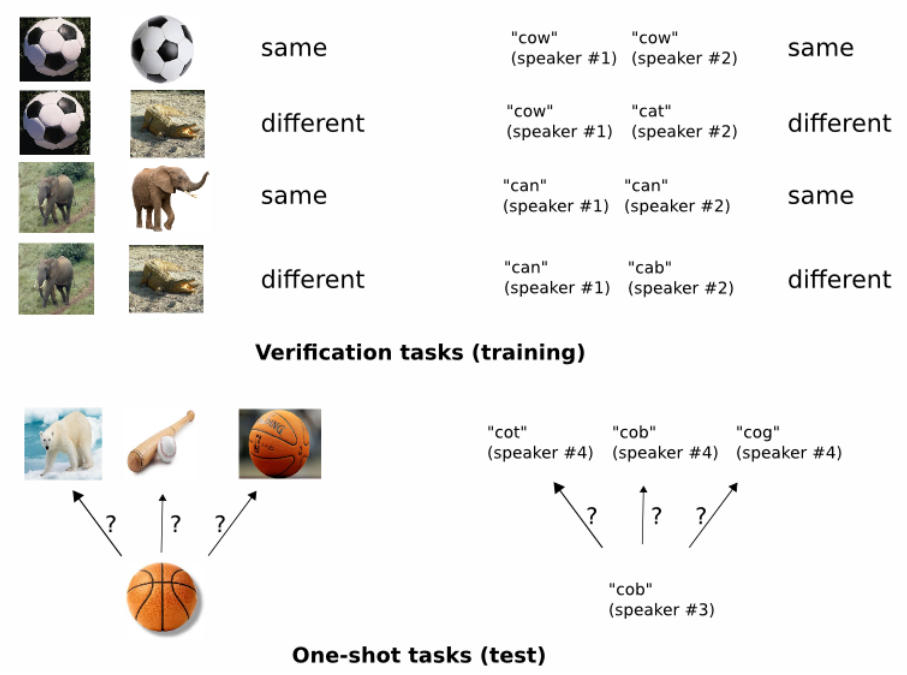 same
"cow" "cow"
(speaker #1) (speaker #2)
same
different
"cow" "cat"
(speaker #1) (speaker #2)
different
same
"can" "can"
(speaker #1) (speaker #2)
same
different
"can" "cab"
(speaker #1) (speaker #2)
different
Verification tasks (training)
"cot" "cob" "cog"
(speaker #4) (speaker #4) (speaker #4)
? ? ?
? ? ?
"cob"
(speaker #3)
One-shot tasks (test)